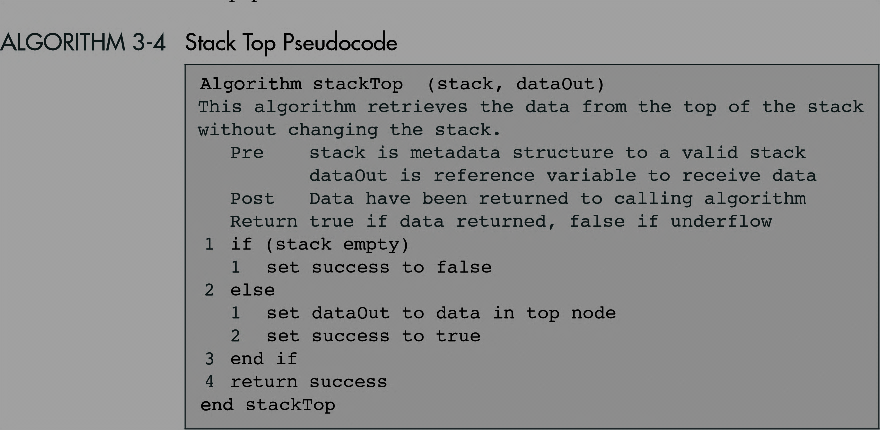 ALGORITHM 3-4 Stack Top Pseudocode
Algorithm stackTop (stack, dataOut)
This algorithm retrieves the data from the top of the stack
without changing the stack.
Pre stack is metadata structure to a valid stack
dataOut is reference variable to receive data
Post Data have been returned to calling algorithm
Return true if data returned, false if underflow
1 if (stack empty)
1 set success to false
2 else
1 set dataOut to data in top node
2 set success to true
3 end if
4 return success
end stackTop